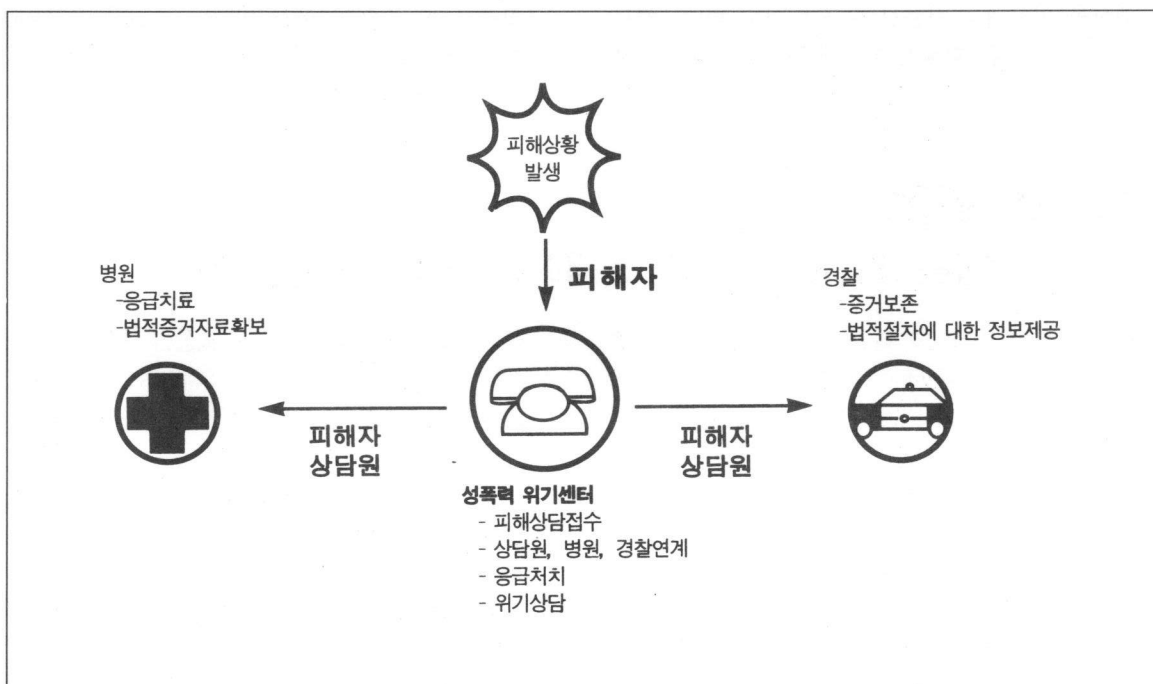 피해상황
발생
피해자
병원
-응급치료
-법적증거자료확보
경찰
-증거보존
-법적절차에 대한 정보제공
피해자
상담원
피해자
상담원
성폭력 위기센터
- 피해상담접수
- 상담원, 병원, 경찰연계
- 응급처치
- 위기상담